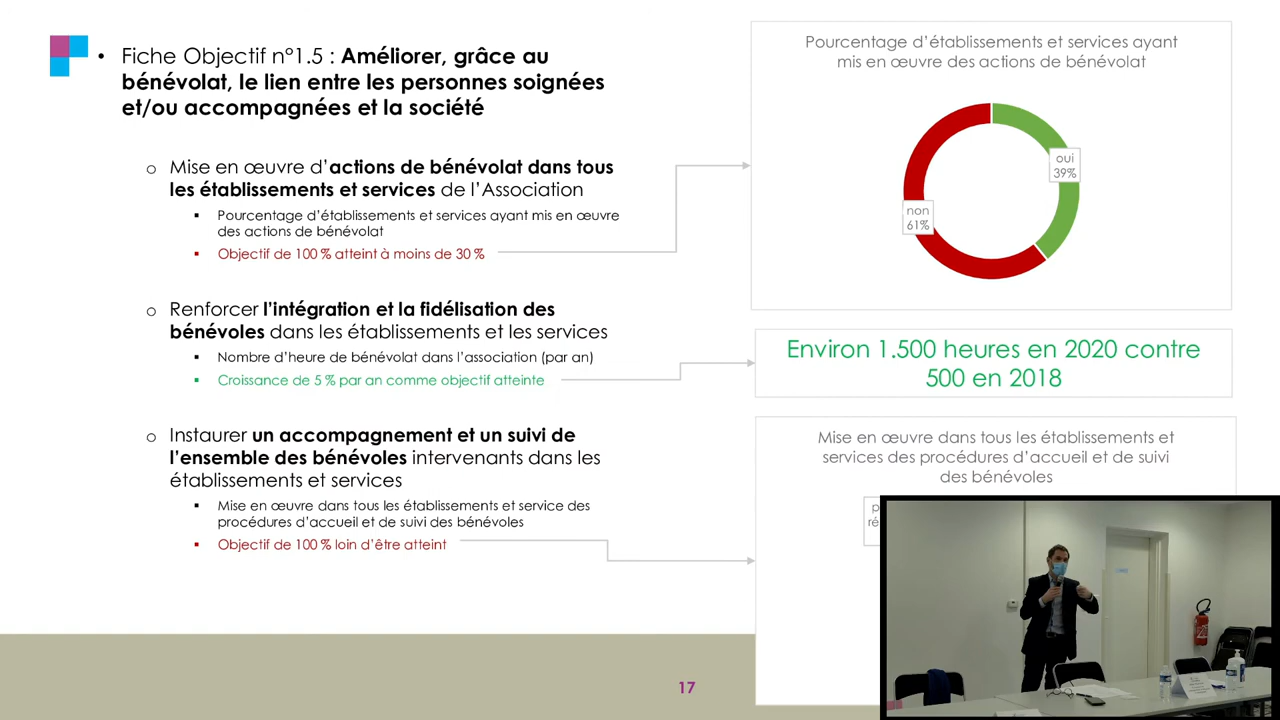 Fiche Objectif n°1.5 : Améliorer, grâce au
bénévolat, le lien entre les personnes soignées
et/ou accompagnées et la société
Mise en œuvre d'actions de bénévolat dans tous
les établissements et services de l'Association
Pourcentage d'établissements et services ayant mis en œuvre
des actions de bénévolat
Objectif de 100 % atteint à moins de 30 %
Renforcer l'intégration et la fidélisation des
bénévoles dans les établissements et les services
Nombre d'heure de bénévolat dans l'association (par an)
Croissance de 5 % par an comme objectif atteinte
Instaurer un accompagnement et un suivi de
l'ensemble des bénévoles intervenants dans les
établissements et services
Mise en œuvre dans tous les établissements et service des
procédures d'accueil et de suivi des bénévoles
Objectif de 100 % loin d'être atteint
Pourcentage d'établissements et services ayant
mis en œuvre des actions de bénévolat
oui
39%
non
61%
Environ 1.500 heures en 2020 contre
500 en 2018
Mise en œuvre dans tous les établissements et
services des procédures d'accueil et de suivi
des bénévoles
17